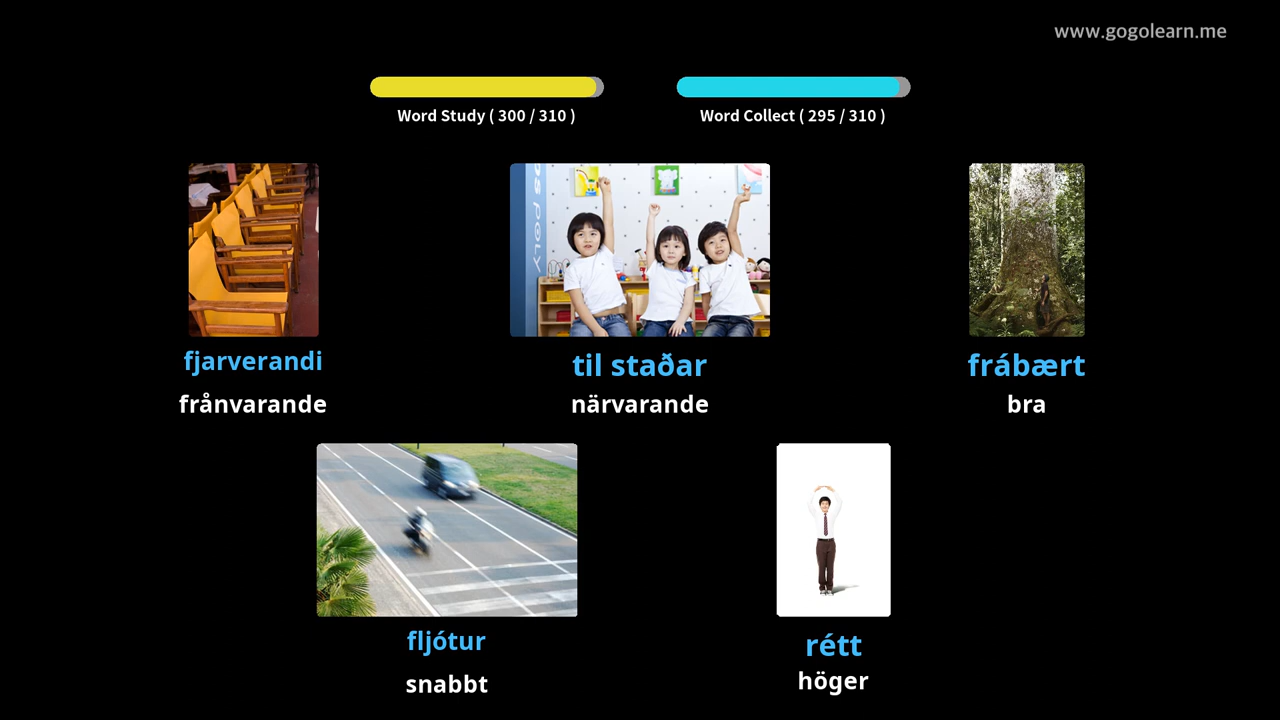 www.gogolearn.me
Word Study ( 300 / 310 )
Word Collect ( 295 / 310 )
fjarverandi
frånvarande
til staðar
närvarande
frábært
bra
fljótur
snabbt
rétt
höger